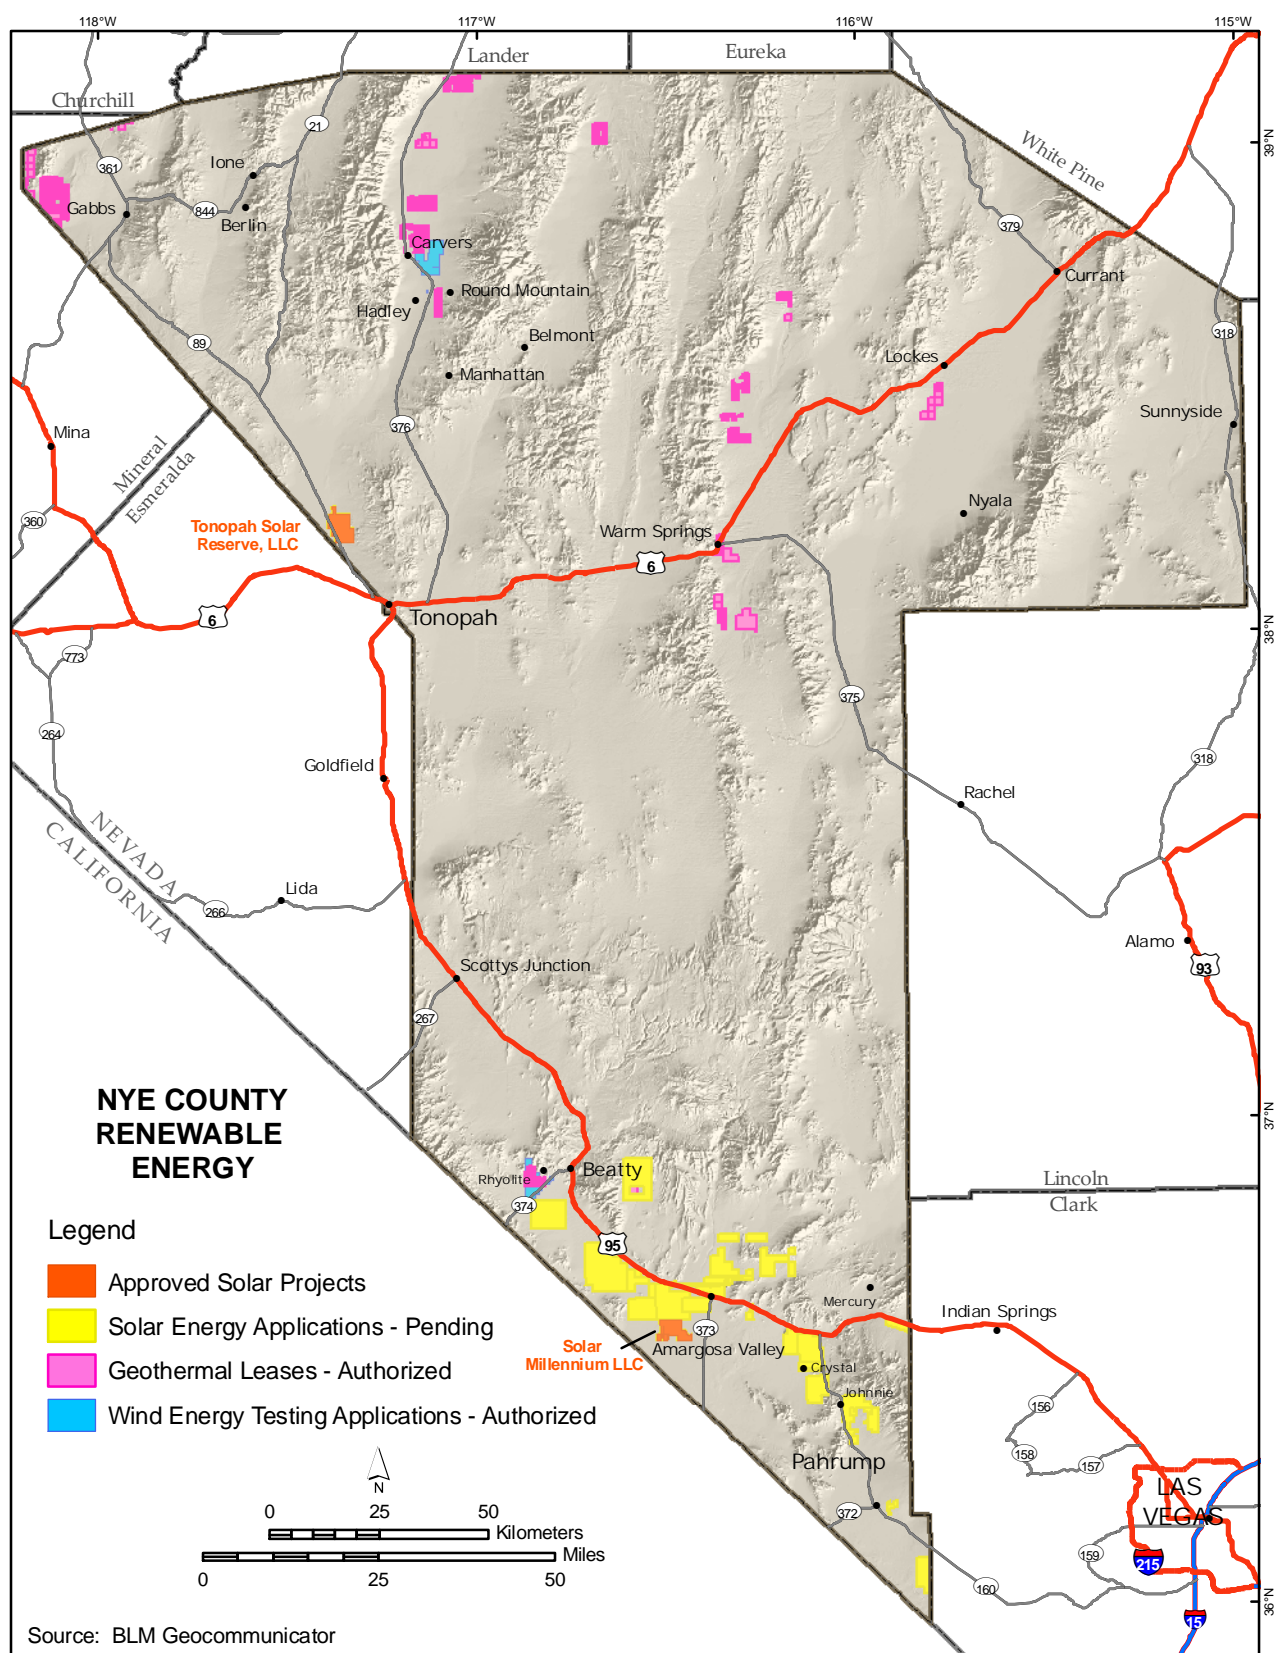 118°W
117°W
116°W
115°W
Lander
Eureka
Churchill
White Pine
39°N
21
361
Ione
Gabbs
844
Berlin
379
Carvers
Currant
Round Mountain
Hadley
Belmont
89
318
Lockes
Manhattan
Sunnyside
376
Mina
Mineral
Esmeralda
Nyala
360
Tonopah Solar
Reserve, LLC
Warm Springs
6
6
Tonopah
38°N
773
375
264
318
Goldfield
Rachel
NEVADA
CALIFORNIA
Lida
266
Alamo
93
Scottys Junction
267
NYE COUNTY
RENEWABLE
ENERGY
37°N
Beatty
Rhyolite
374
Lincoln
Clark
95
Legend
Approved Solar Projects
Solar Energy Applications - Pending
Geothermal Leases - Authorized
Wind Energy Testing Applications - Authorized
Mercury
Indian Springs
373
Solar
Millennium LLC
Amargosa Valley
Crystal
Johnnie
156
158
157
Pahrump
LAS
VEGAS
372
159
215
160
15
36°N
N
0 25 50
Kilometers
Miles
0 25 50
Source: BLM Geocommunicator